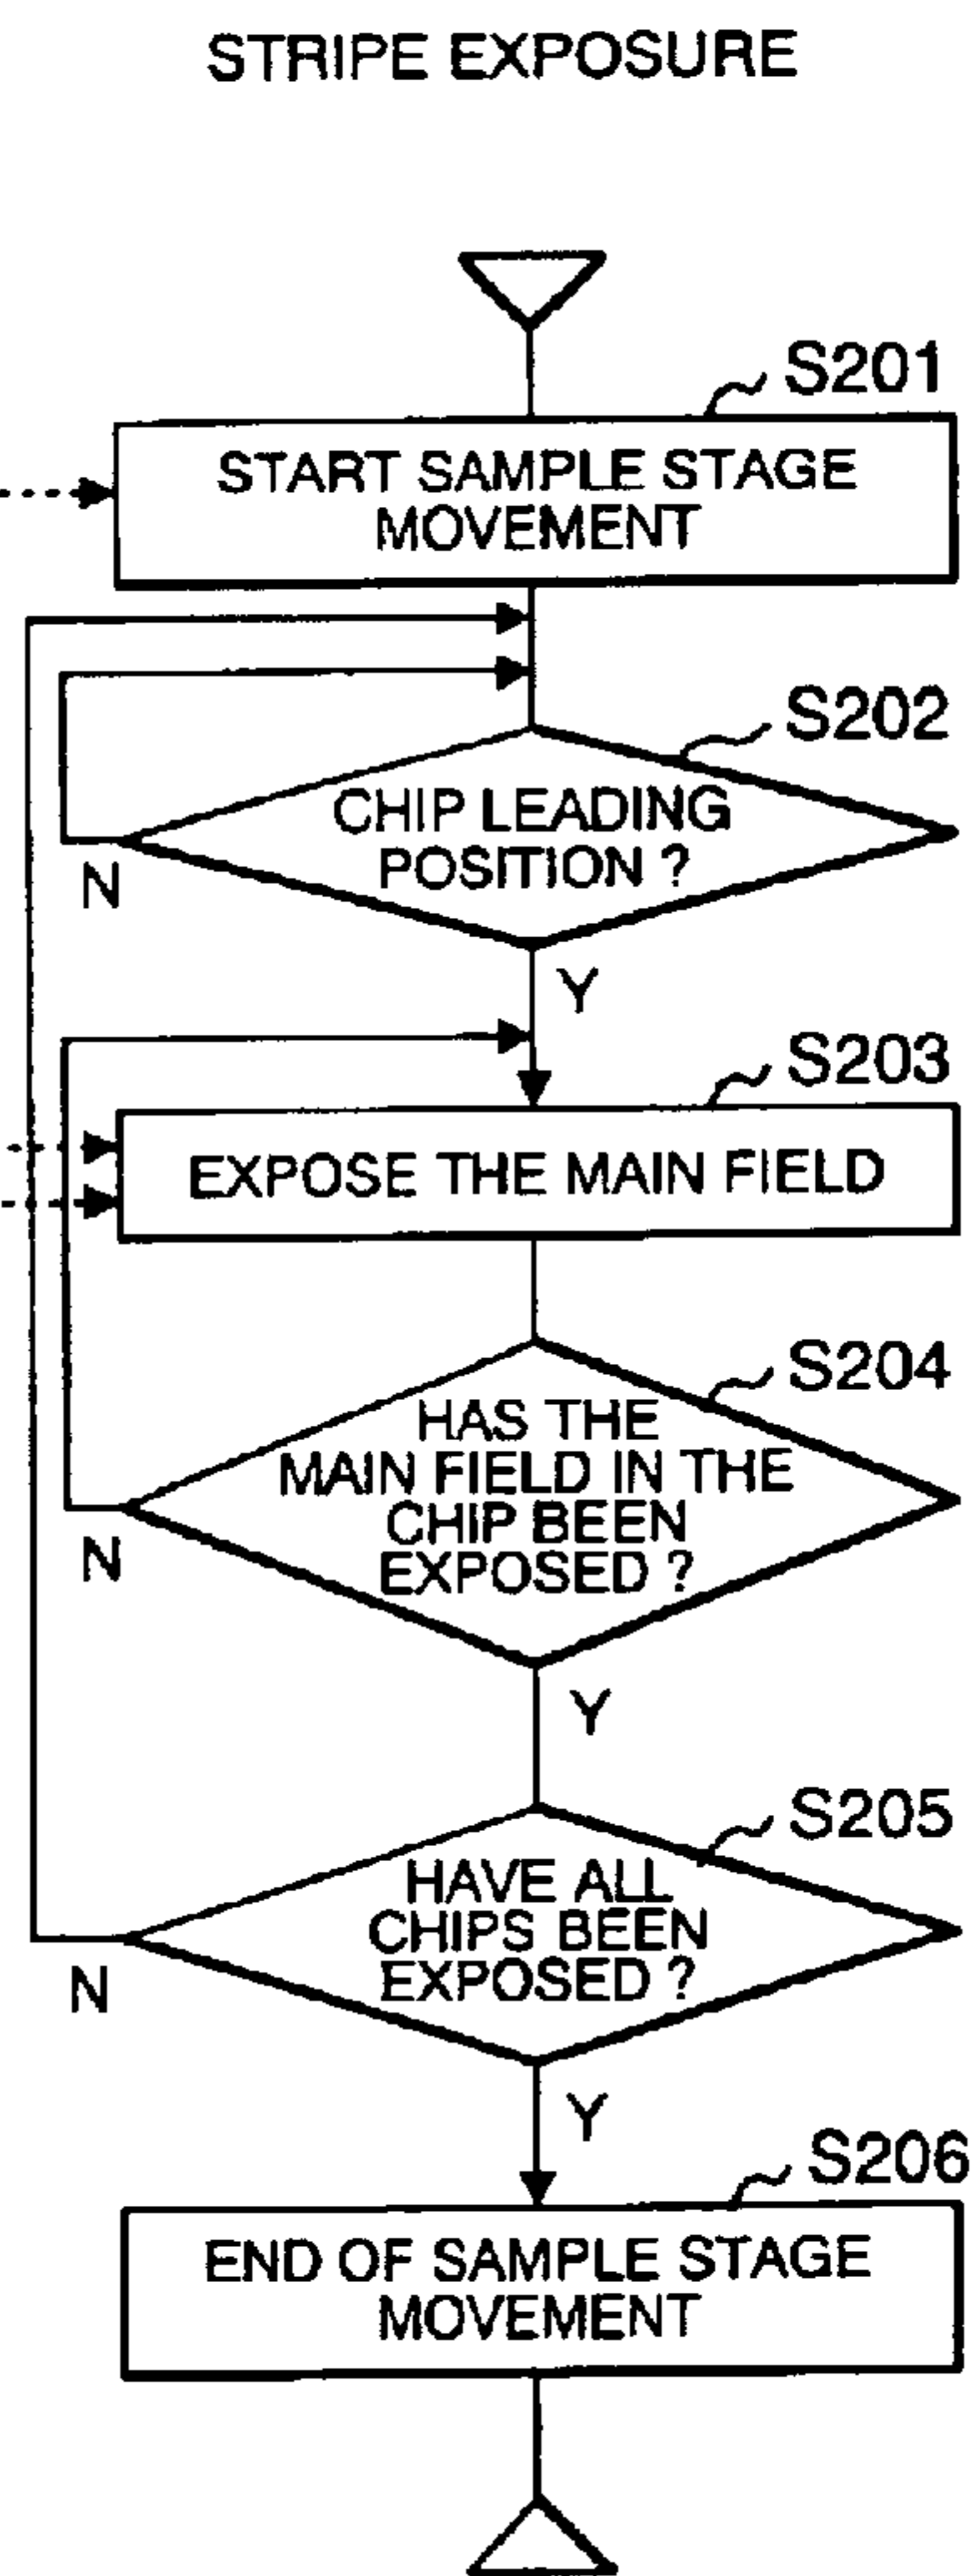 STRIPE EXPOSURE
S201
START SAMPLE STAGE
MOVEMENT
S202
CHIP LEADING
POSITION ?
N
Y
S203
EXPOSE THE MAIN FIELD
S204
HAS THE
MAIN FIELD IN THE
CHIP BEEN
EXPOSED ?
N
Y
S205
HAVE ALL
CHIPS BEEN
EXPOSED ?
N
Y
S206
END OF SAMPLE STAGE
MOVEMENT